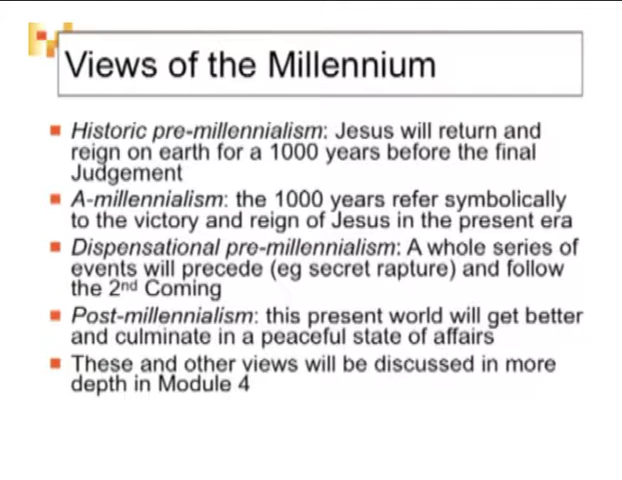 Views of the Millennium
Historic pre-millennialism: Jesus will return and
reign on earth for a 1000 years before the final
Judgement
A-millennialism: the 1000 years refer symbolically
to the victory and reign of Jesus in the present era
Dispensational pre-millennialism: A whole series of
events will precede (eg secret rapture) and follow
the 2nd Coming
Post-millennialism: this present world will get better
and culminate in a peaceful state of affairs
These and other views will be discussed in more
depth in Module 4